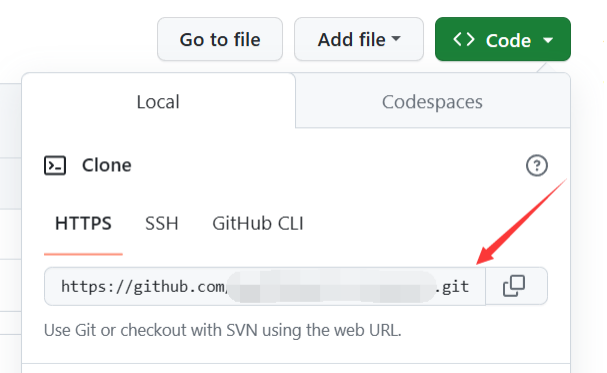 Go to file Add file Code
Local Codespaces
Clone
HTTPS SSH GitHub CLI
https://github.com/ .git
Use Git or checkout with SVN using the web URL.